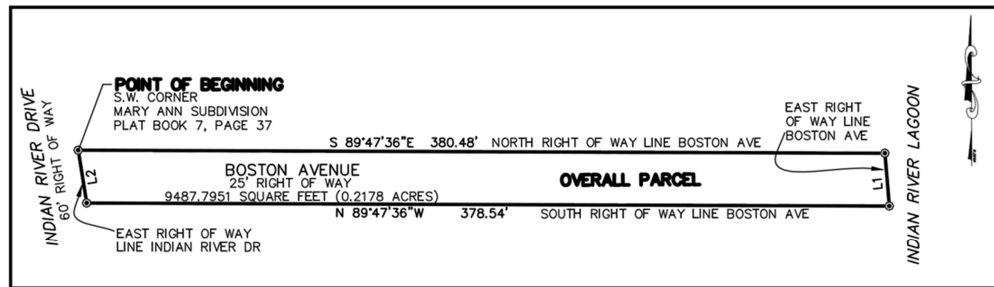 POINT OF BEGINNING
S.W. CORNER
MARY ANN SUBDIVISION
PLAT BOOK 7, PAGE 37
INDIAN RIVER DRIVE
60' RIGHT OF WAY
L2
S 89°47'36"E 380.48' NORTH RIGHT OF WAY LINE BOSTON AVE
EAST RIGHT
OF WAY LINE
BOSTON AVE
BOSTON AVENUE
25' RIGHT OF WAY
9487.7951 SQUARE FEET (0.2178 ACRES)
OVERALL PARCEL
L1
INDIAN RIVER LAGOON
N 89°47'36"W 378.54' SOUTH RIGHT OF WAY LINE BOSTON AVE
EAST RIGHT OF WAY
LINE INDIAN RIVER DR